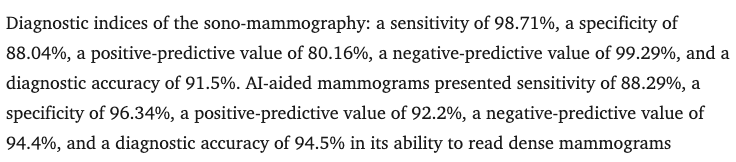 Diagnostic indices of the sono-mammography: a sensitivity of 98.71%, a specificity of
88.04%, a positive-predictive value of 80.16%, a negative-predictive value of 99.29%, and a
diagnostic accuracy of 91.5%. AI-aided mammograms presented sensitivity of 88.29%, a
specificity of 96.34%, a positive-predictive value of 92.2%, a negative-predictive value of
94.4%, and a diagnostic accuracy of 94.5% in its ability to read dense mammograms